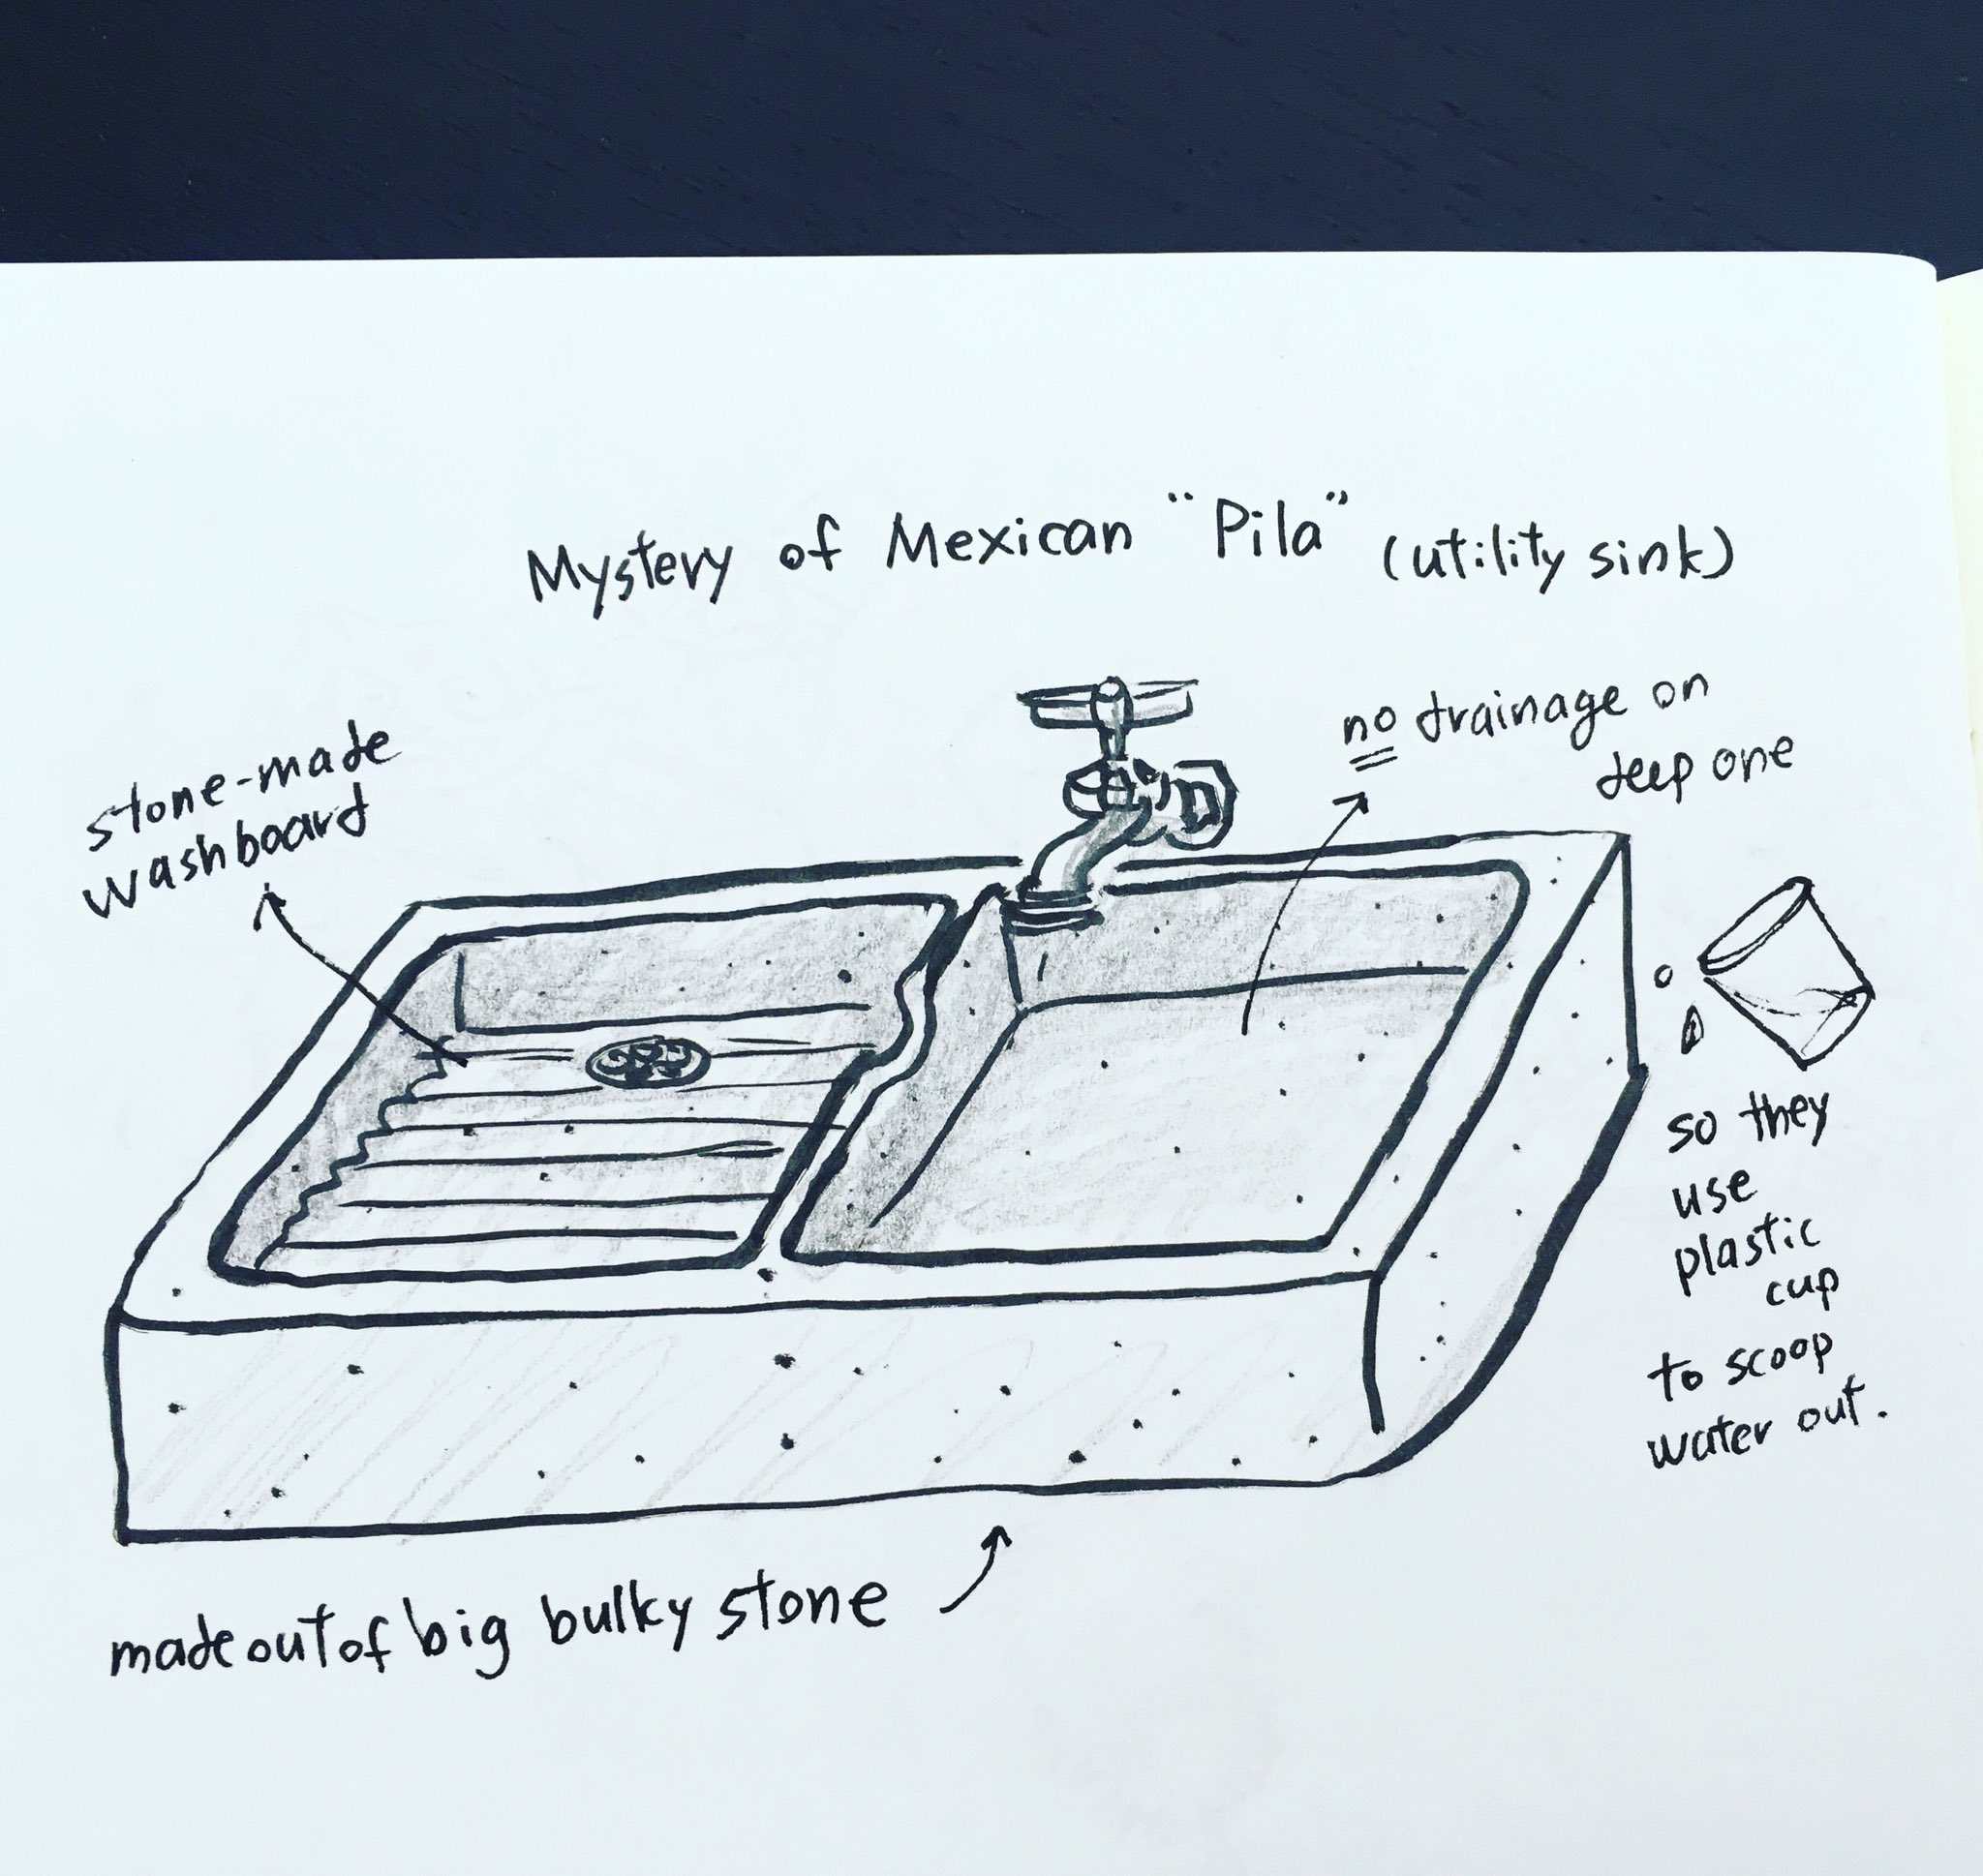 Mystery of Mexican "Pila" (utility sink)
stone-made
washboard
no drainage on
deep one
so they
use
plastic
cup
to scoop
water out.
made out of big bulky stone